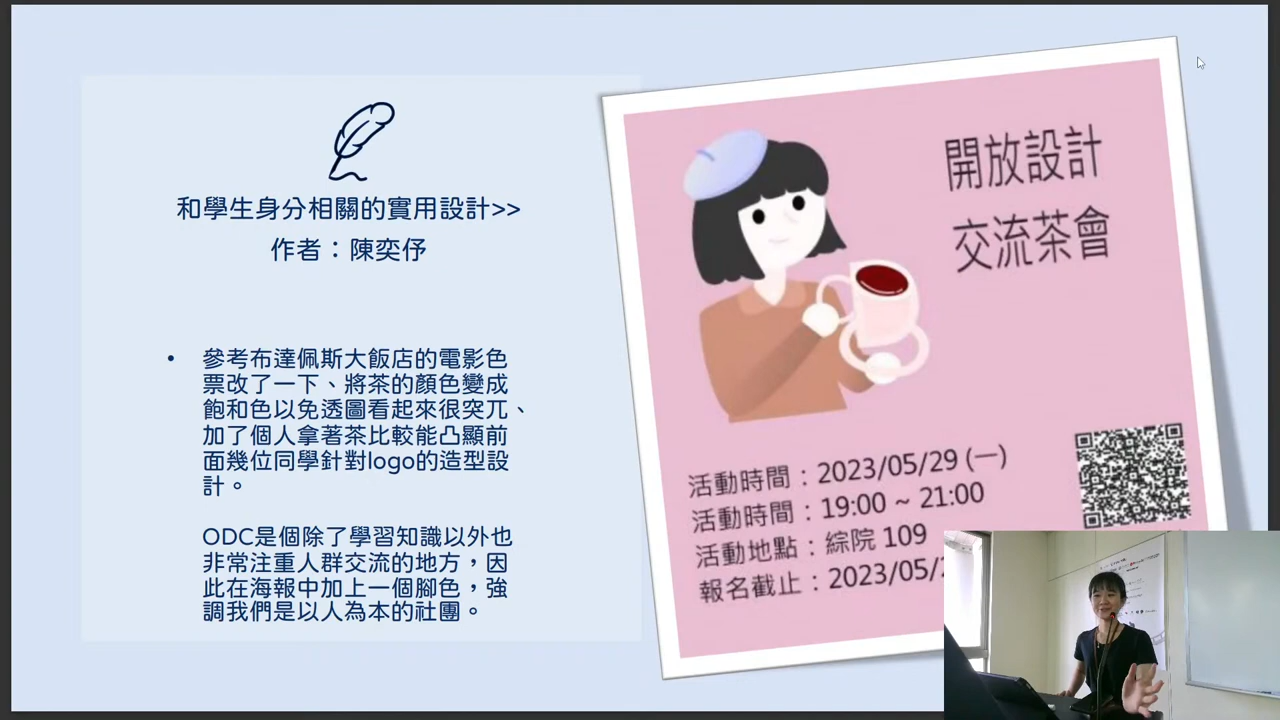 和學生身分相關的實用設計>>
作者：陳奕伃
• 參考布達佩斯大飯店的電影色
票改了一下、將茶的顏色變成
飽和色以免透圖看起來很突兀、
加了個人拿著茶比較能凸顯前
面幾位同學針對logo的造型設
計。
ODC是個除了學習知識以外也
非常注重人群交流的地方，因
此在海報中加上一個腳色，強
調我們是以人為本的社團。
開放設計
交流茶會
活動時間：2023/05/29 (一)
活動時間：19:00 ~ 21:00
活動地點：綜院 109
報名截止：2023/05/2